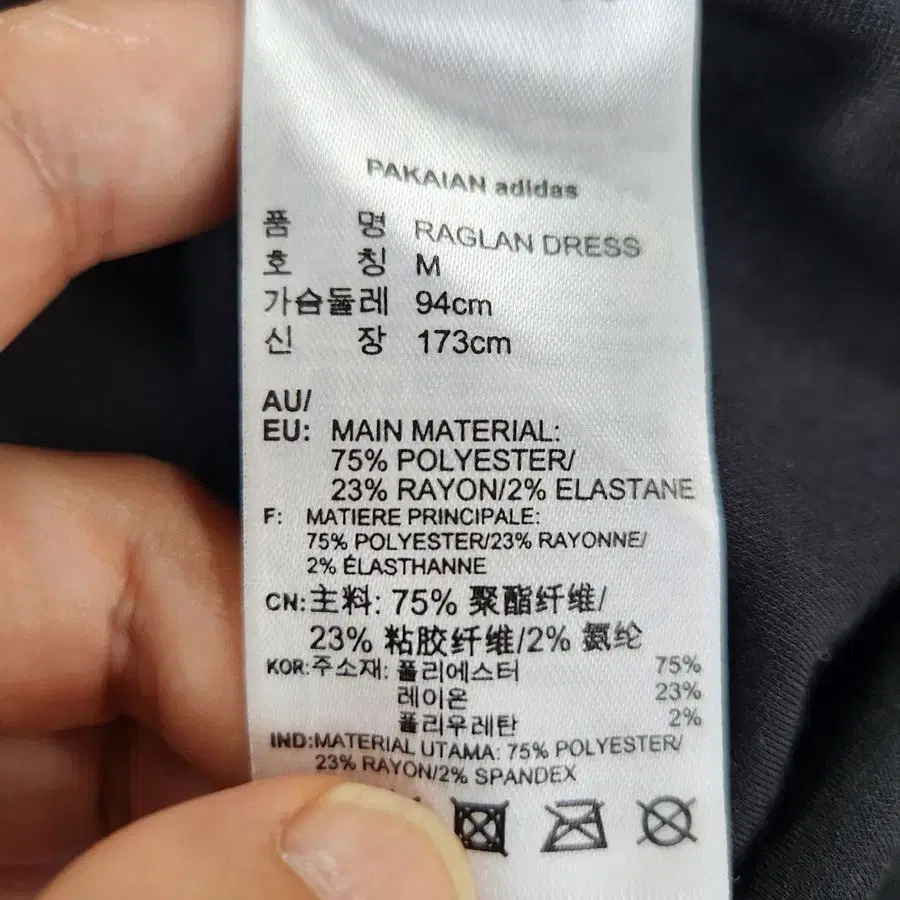 PAKAIAN adidas
품 명 RAGLAN DRESS
호 칭 M
가슴둘레 94cm
신 장 173cm
AU/
EU: MAIN MATERIAL:
75% POLYESTER/
23% RAYON/2% ELASTANE
F: MATIERE PRINCIPALE:
75% POLYESTER/23% RAYONNE/
2% ÉLASTHANNE
CN:主料: 75% 聚酯纤维/
23% 粘胶纤维/2% 氨纶
KOR:주소재: 폴리에스터 75%
레이온 23%
폴리우레탄 2%
IND:MATERIAL UTAMA: 75% POLYESTER/
23% RAYON/2% SPANDEX